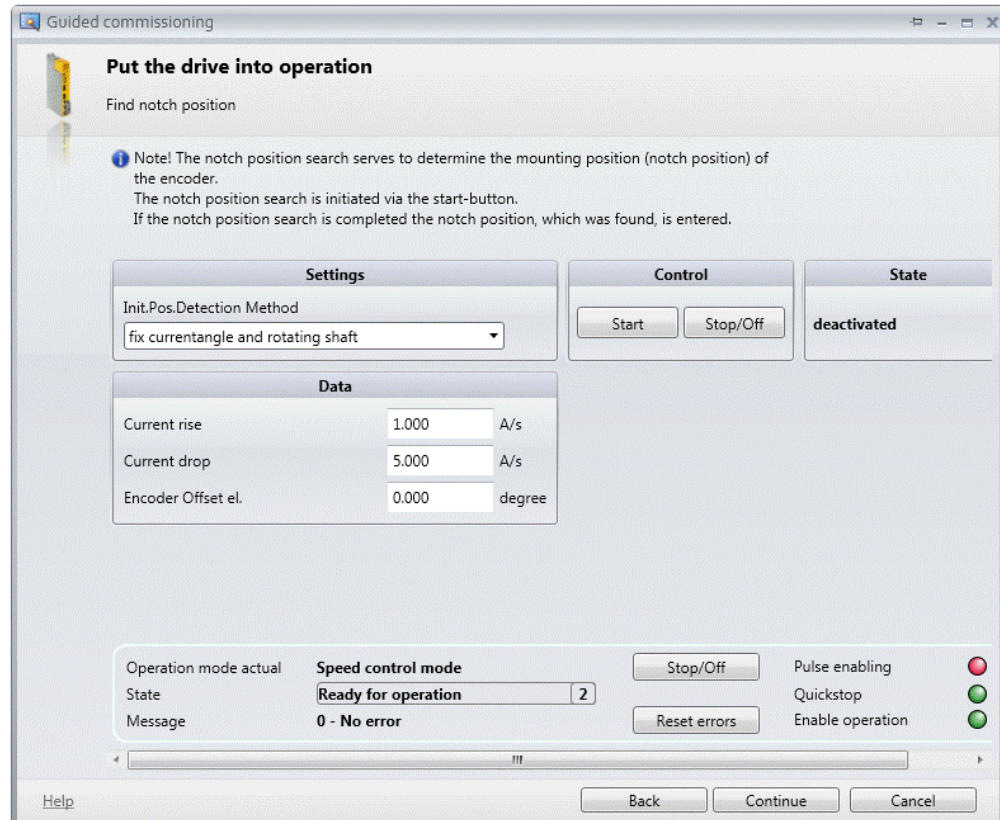 Guided commissioning
Put the drive into operation
Find notch position
Note! The notch position search serves to determine the mounting position (notch position) of
the encoder.
The notch position search is initiated via the start-button.
If the notch position search is completed the notch position, which was found, is entered.
Settings
Init.Pos.Detection Method
fix currentangle and rotating shaft
Control
Start Stop/Off
State
deactivated
Data
Current rise 1.000 A/s
Current drop 5.000 A/s
Encoder Offset el. 0.000 degree
Operation mode actual Speed control mode Stop/Off Pulse enabling
State Ready for operation 2 Quickstop
Message 0 - No error Reset errors Enable operation
Help Back Continue Cancel